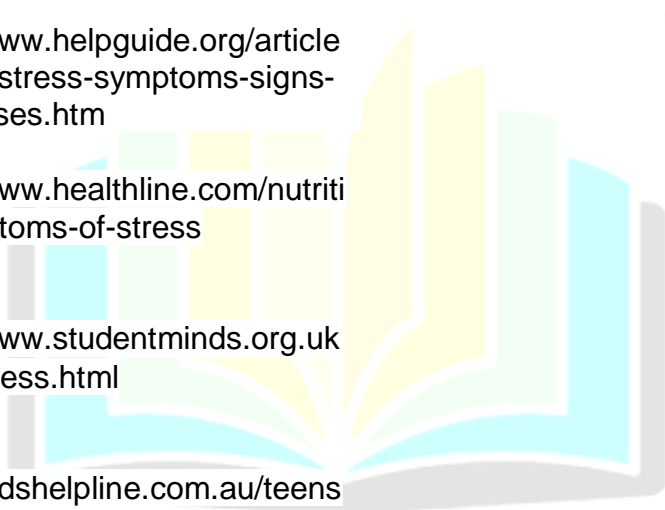 ww.helpguide.org/article
stress-symptoms-signs-
ses.htm
ww.healthline.com/nutriti
toms-of-stress
ww.studentminds.org.uk
ess.html
dshelpline.com.au/teens